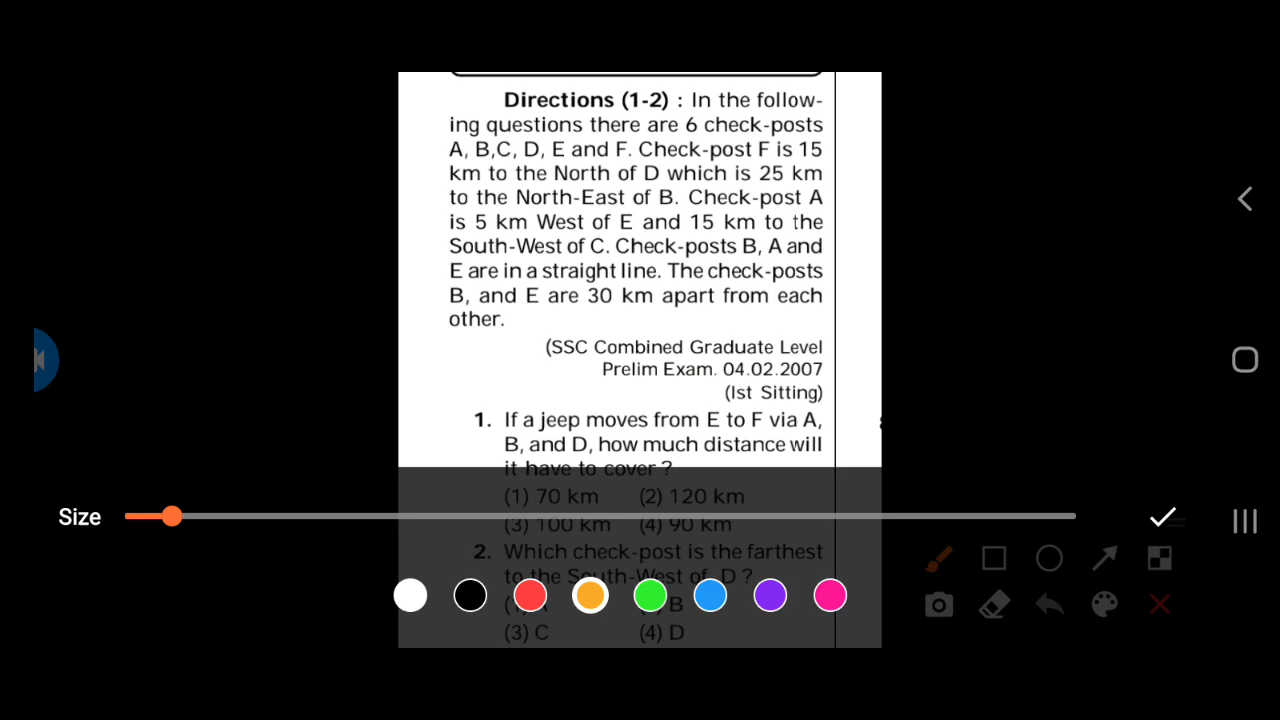 Directions (1-2) : In the follow-
ing questions there are 6 check-posts
A, B,C, D, E and F. Check-post F is 15
km to the North of D which is 25 km
to the North-East of B. Check-post A
is 5 km West of E and 15 km to the
South-West of C. Check-posts B, A and
E are in a straight line. The check-posts
B, and E are 30 km apart from each
other.
(SSC Combined Graduate Level
Prelim Exam. 04.02.2007
(Ist Sitting)
1. If a jeep moves from E to F via A,
B, and D, how much distance will
it have to cover ?
(1) 70 km (2) 120 km
Size
(3) 100 km (4) 90 km
2. Which check-post is the farthest
to the South-West of D ?
B
(3) C (4) D